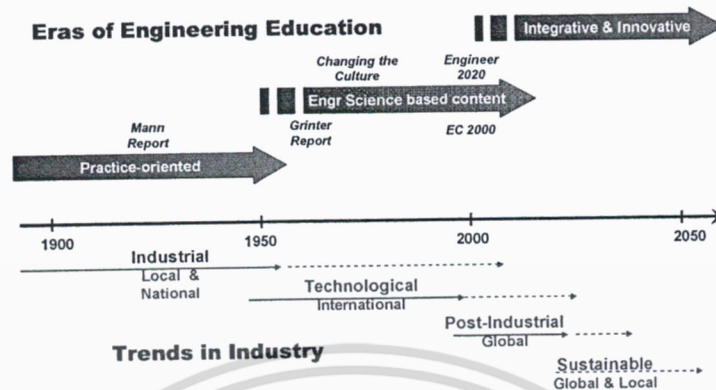 Eras of Engineering Education
Integrative & Innovative
Changing the
Culture
Engineer
2020
Engr Science based content
Mann
Report
Grinter
Report
EC 2000
Practice-oriented
1900
1950
2000
2050
Industrial
Local &
National
Technological
International
Post-Industrial
Global
Trends in Industry
Sustainable
Global & Local